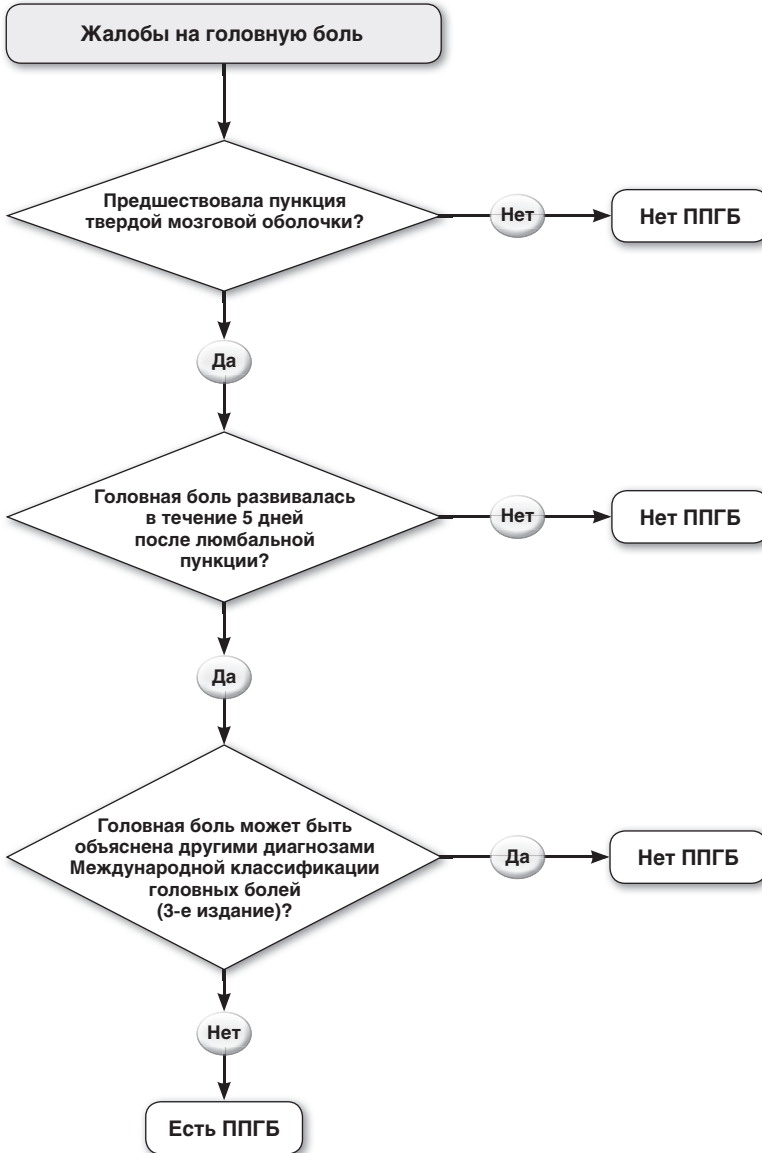 Жалобы на головную боль
Предшествовала пункция
твердой мозговой оболочки?
Нет
Нет ППГБ
Да
Головная боль развивалась
в течение 5 дней
после люмбальной
пункции?
Нет
Нет ППГБ
Да
Головная боль может быть
объяснена другими диагнозами
Международной классификации
головных болей
(3-е издание)?
Да
Нет ППГБ
Нет
Есть ППГБ